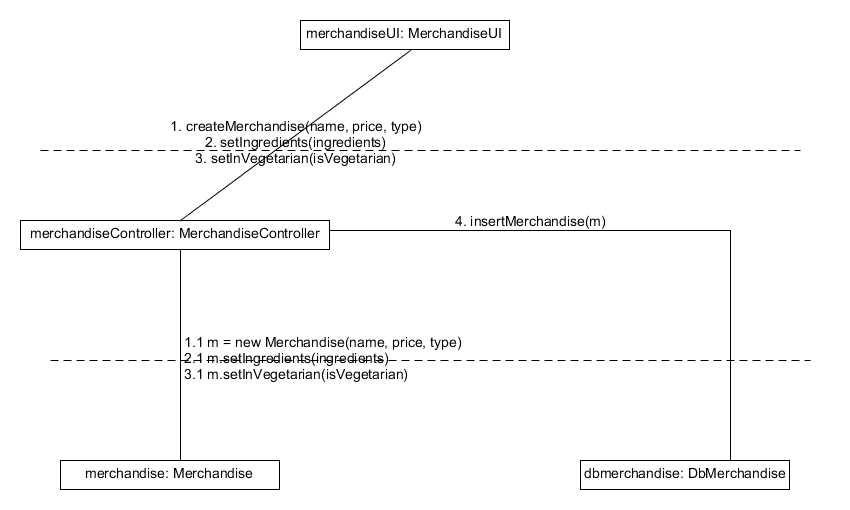 merchandiseUI: MerchandiseUI
1. createMerchandise(name, price, type)
2. setIngredients(ingredients)
3. setInVegetarian(isVegetarian)
merchandiseController: MerchandiseController
4. insertMerchandise(m)
1.1 m = new Merchandise(name, price, type)
2.1 m.setIngredients(ingredients)
3.1 m.setInVegetarian(isVegetarian)
merchandise: Merchandise
dbmerchandise: DbMerchandise